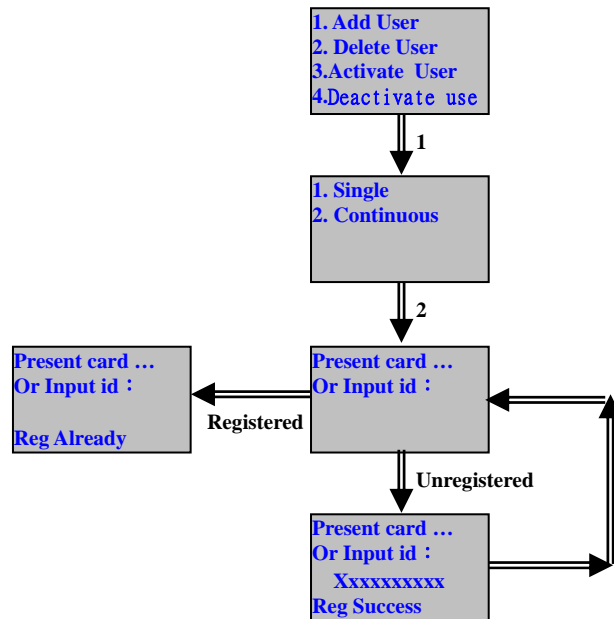 1. Add User
2. Delete User
3.Activate User
4.Deactivate use
1
1. Single
2. Continuous
2
Present card …
Or Input id：
Reg Already
Registered
Present card …
Or Input id：
Unregistered
Present card …
Or Input id：
Xxxxxxxxxx
Reg Success